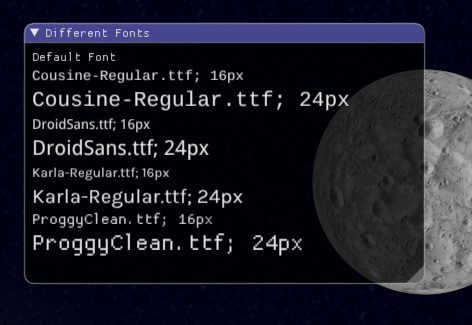 Different Fonts
Default Font
Cousine-Regular.ttf; 16px
Cousine-Regular.ttf; 24px
DroidSans.ttf; 16px
DroidSans.ttf; 24px
Karla-Regular.ttf; 16px
Karla-Regular.ttf; 24px
ProggyClean.ttf; 16px
ProggyClean.ttf; 24px